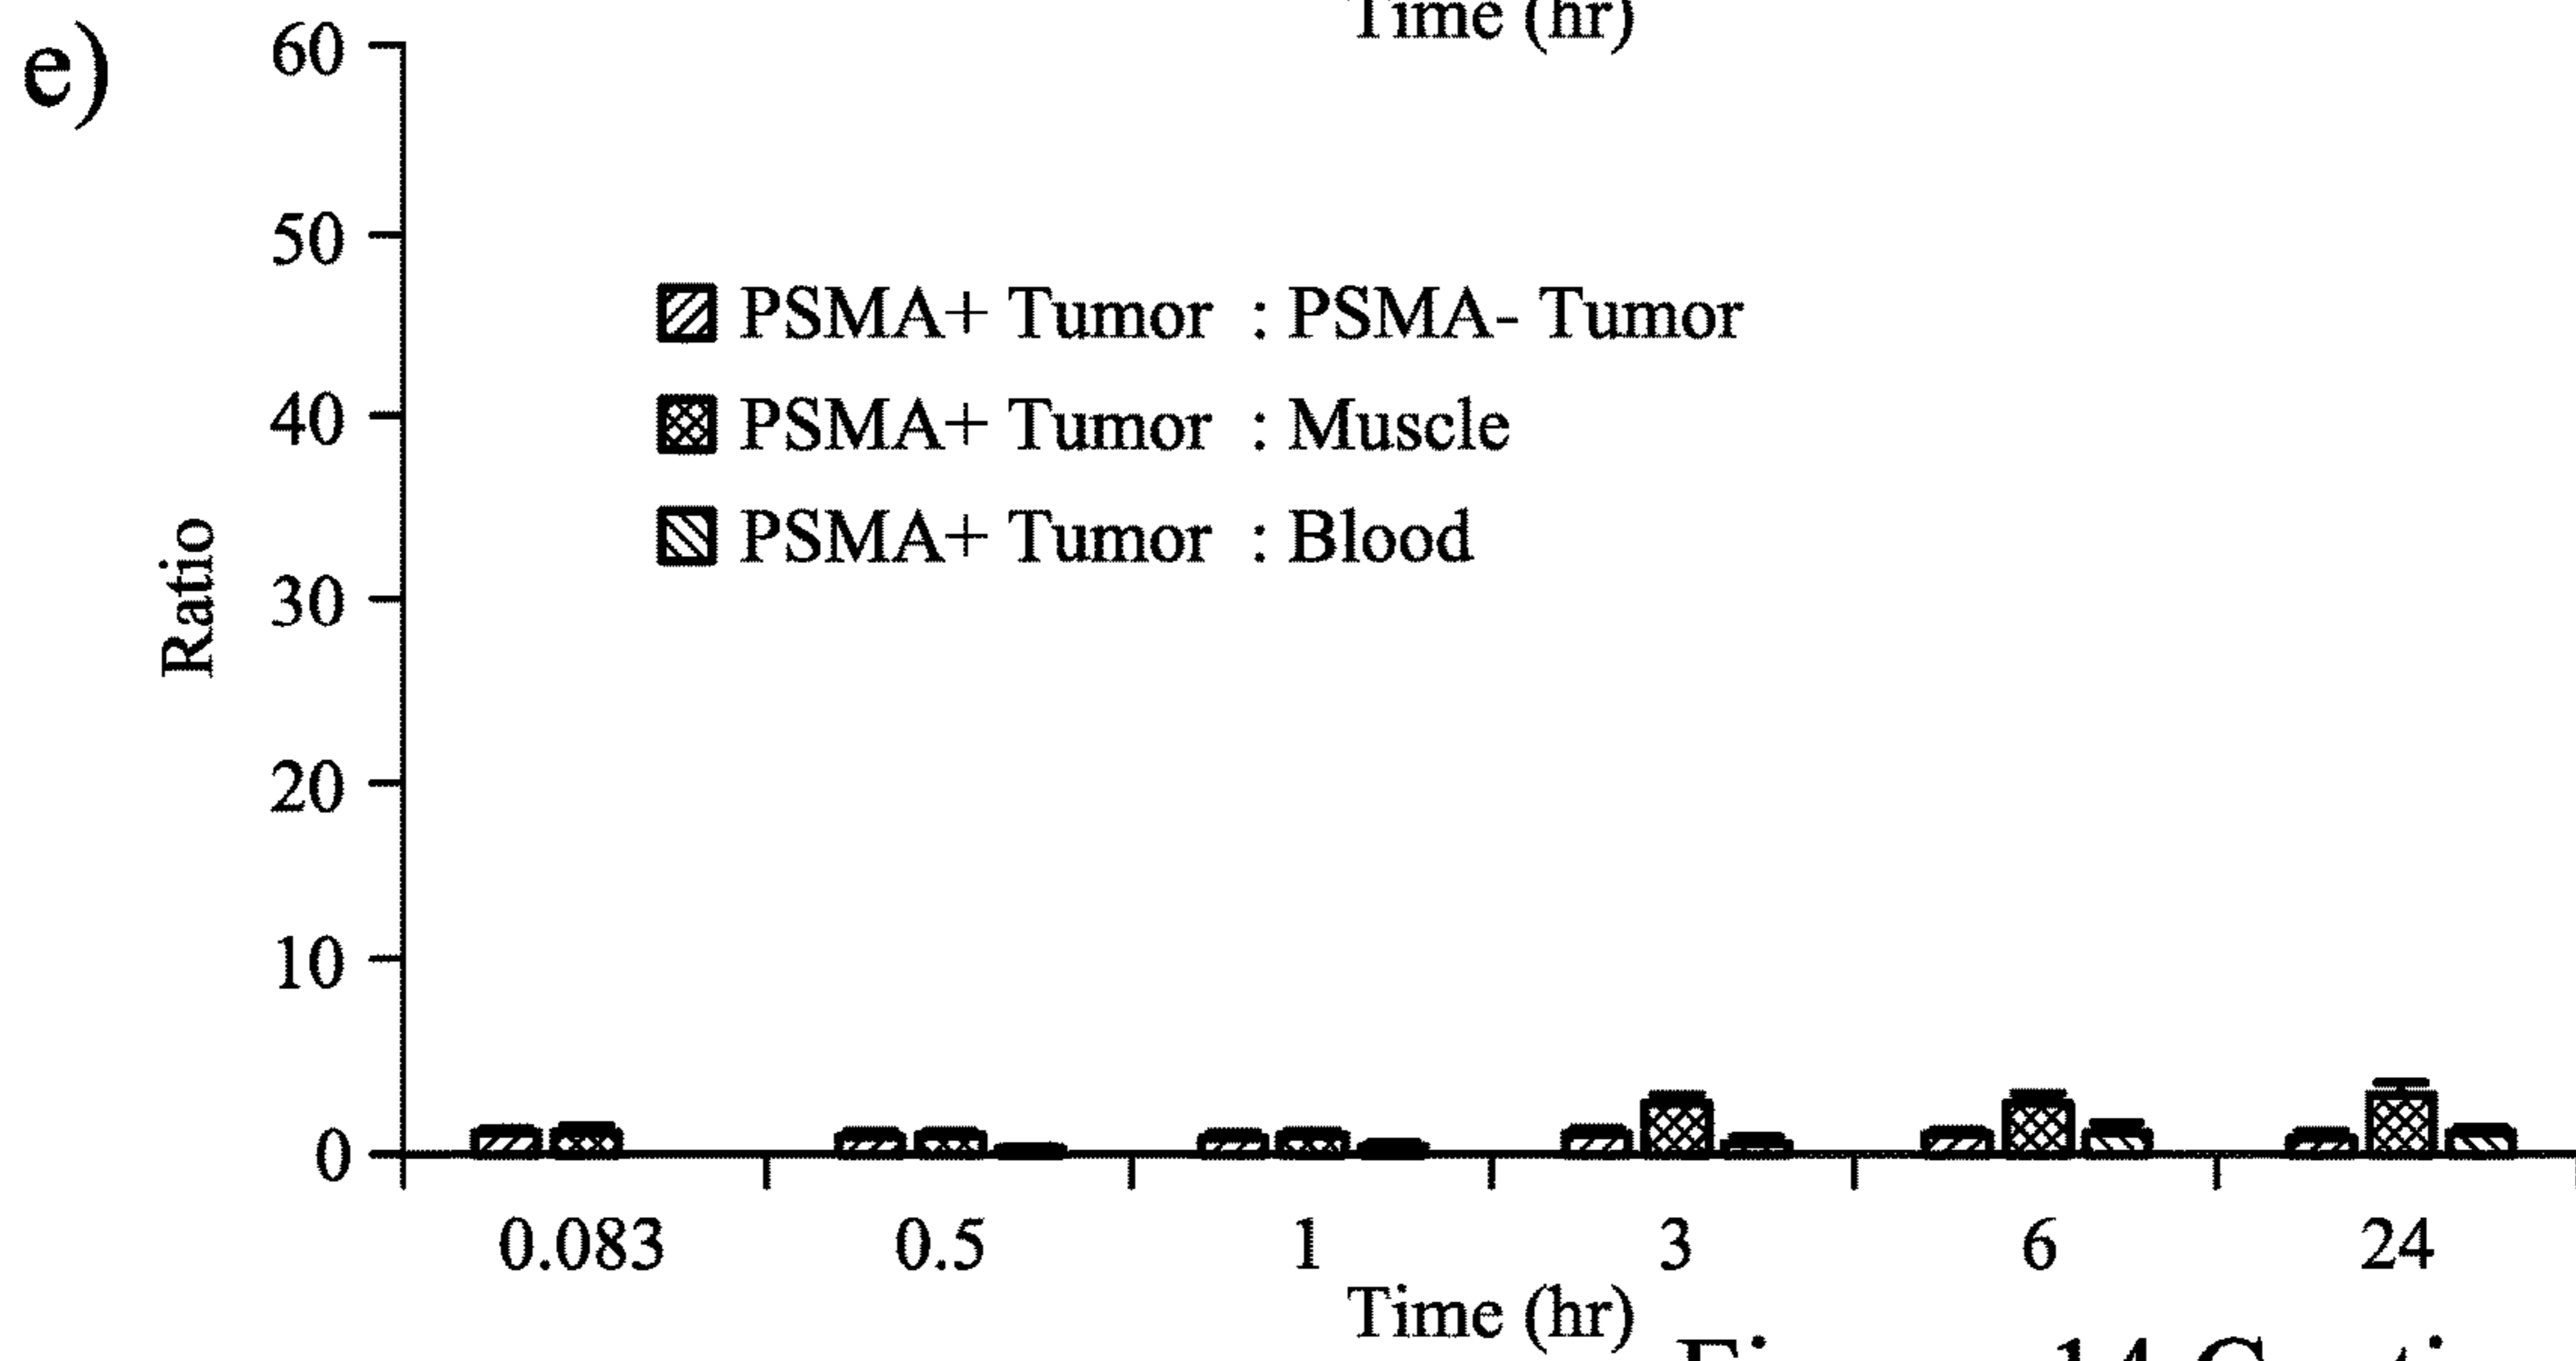 Time (hr)
e)
60
50
40
30
20
10
0
Ratio
PSMA+ Tumor : PSMA- Tumor
PSMA+ Tumor : Muscle
PSMA+ Tumor : Blood
0.083 0.5 1 3 6 24
Time (hr)
14